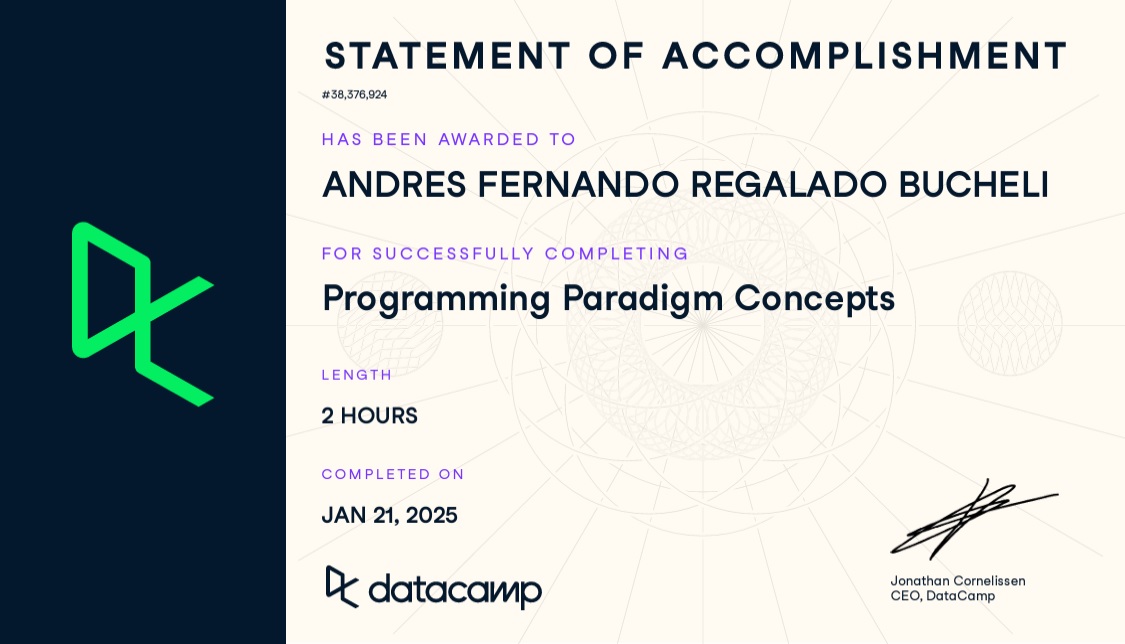 STATEMENT OF ACCOMPLISHMENT
#38,376,924
HAS BEEN AWARDED TO
ANDRES FERNANDO REGALADO BUCHELI
FOR SUCCESSFULLY COMPLETING
Programming Paradigm Concepts
LENGTH
2 HOURS
COMPLETED ON
JAN 21, 2025
datacamp
Jonathan Cornelissen
CEO, DataCamp